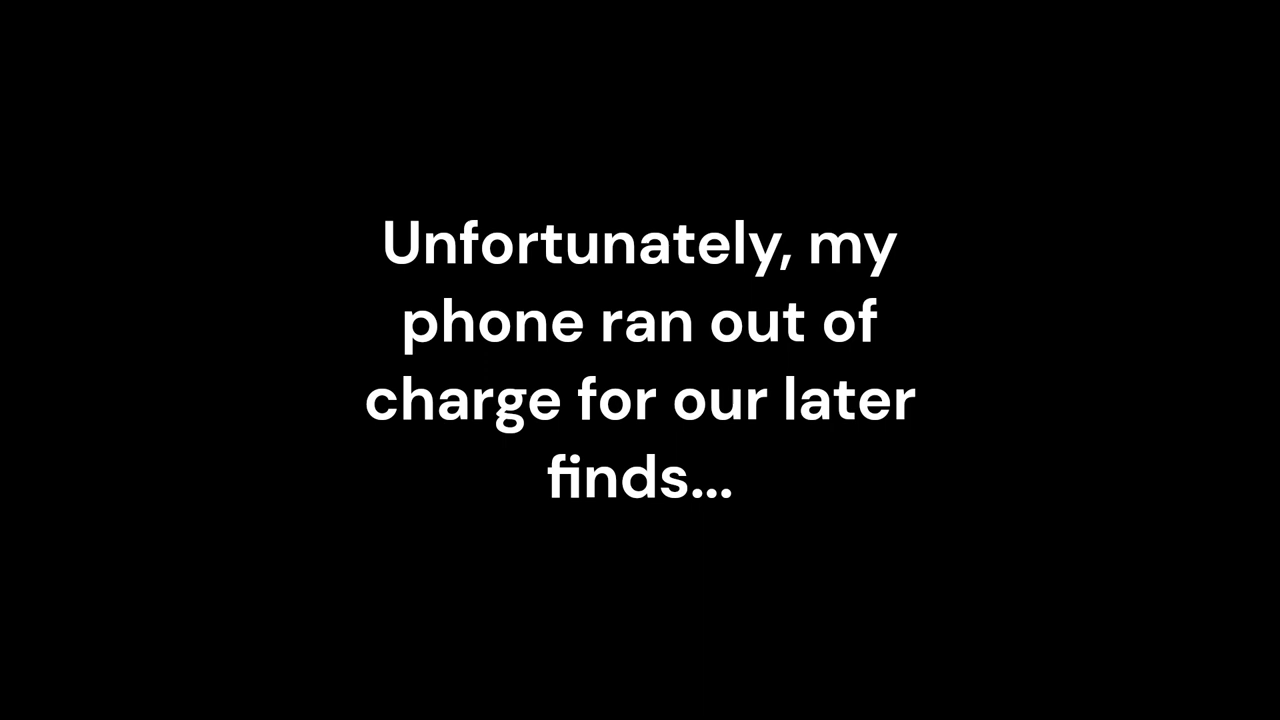 Unfortunately, my
phone ran out of
charge for our later
finds...